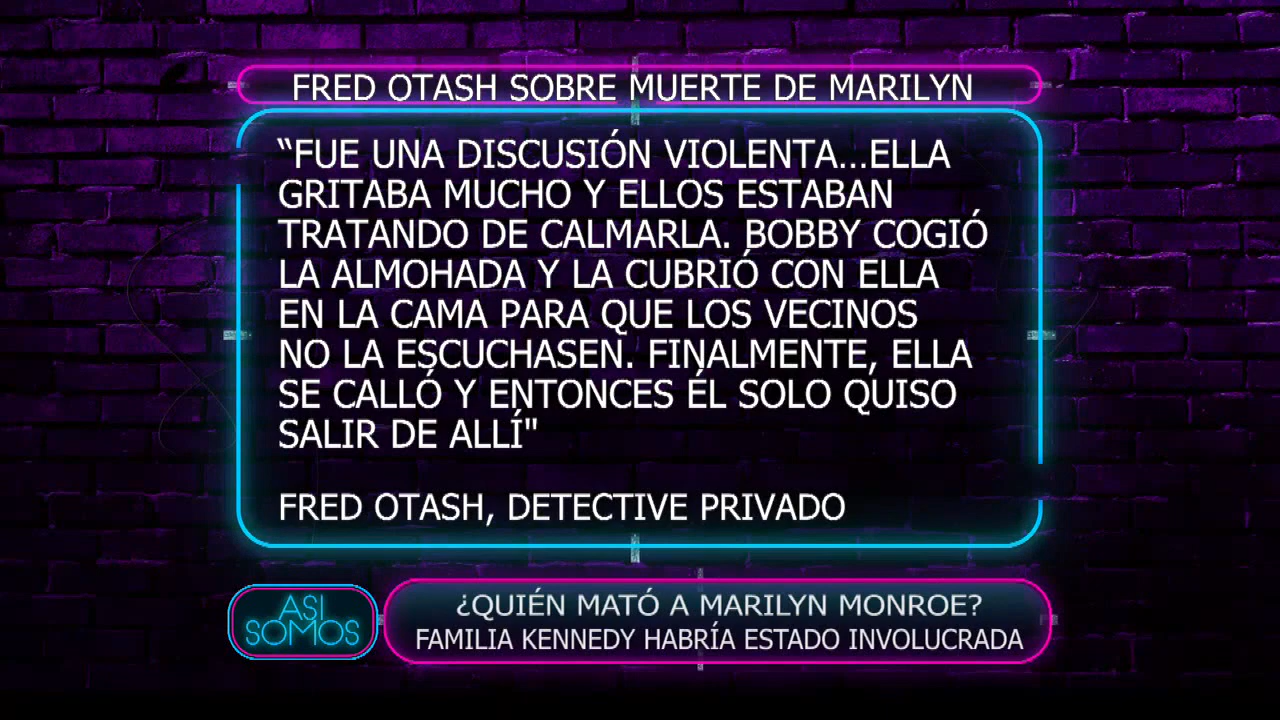 FRED OTASH SOBRE MUERTE DE MARILYN
“FUE UNA DISCUSIÓN VIOLENTA...ELLA
GRITABA MUCHO Y ELLOS ESTABAN
TRATANDO DE CALMARLA. BOBBY COGIÓ
LA ALMOHADA Y LA CUBRIÓ CON ELLA
EN LA CAMA PARA QUE LOS VECINOS
NO LA ESCUCHASEN. FINALMENTE, ELLA
SE CALLÓ Y ENTONCES ÉL SOLO QUISO
SALIR DE ALLÍ"
FRED OTASH, DETECTIVE PRIVADO
ASI
SOMOS
¿QUIÉN MATÓ A MARILYN MONROE?
FAMILIA KENNEDY HABRÍA ESTADO INVOLUCRADA